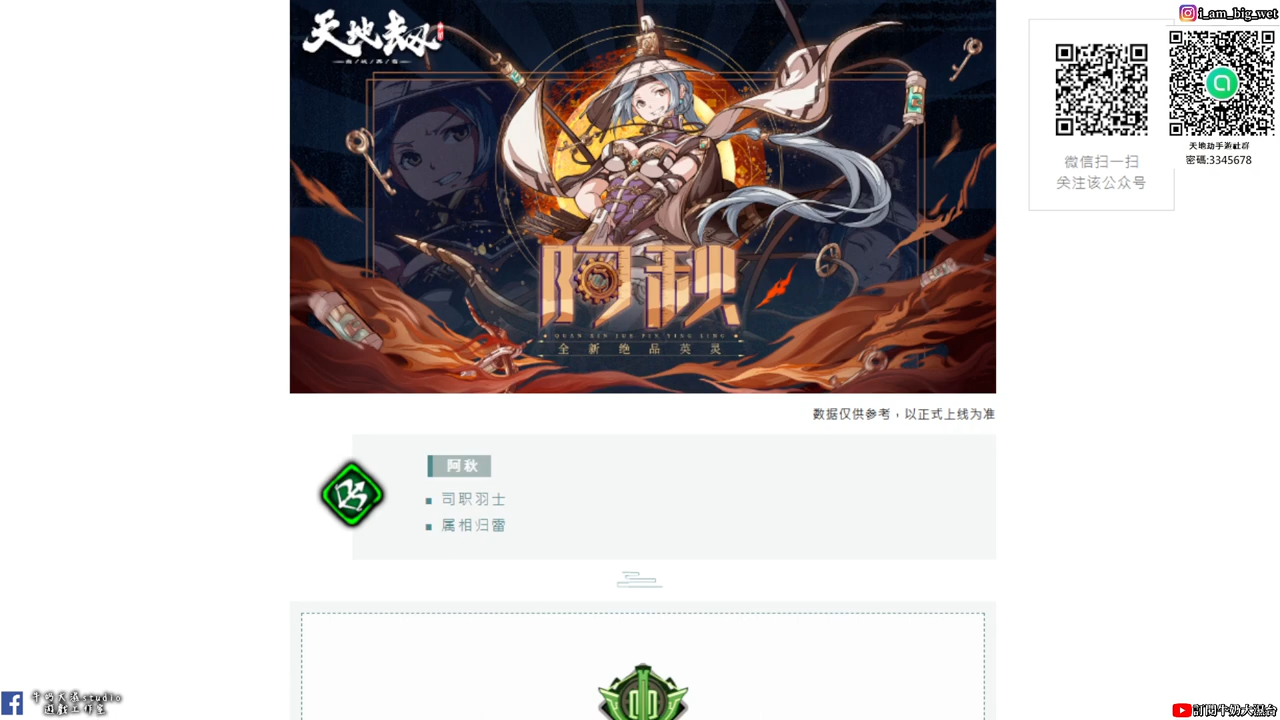 天地劫
i_am_big_wet
天地劫手游社群
密碼:3345678
微信扫一扫
关注该公众号
阿秋
QUAN XIN JUE PIN YING LING
全新绝品英灵
数据仅供参考，以正式上线为准
阿秋
司职羽士
属相归雷
牛奶大濕studio
遊戲工作室
訂閱牛奶大濕台